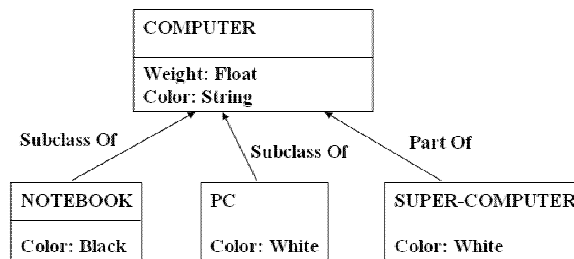 COMPUTER
Weight: Float
Color: String
Subclass Of
Subclass Of
Part Of
NOTEBOOK
Color: Black
PC
Color: White
SUPER-COMPUTER
Color: White